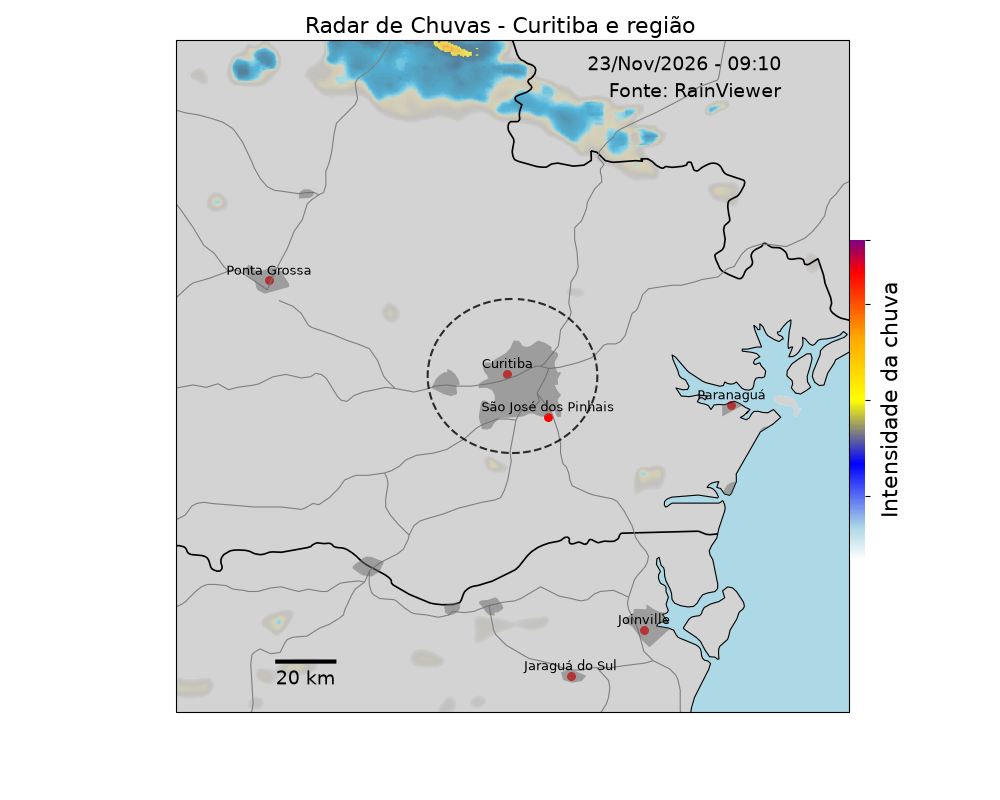 Radar de Chuvas - Curitiba e região
23/Nov/2026 - 09:10
Fonte: RainViewer
Ponta Grossa
Curitiba
São José dos Pinhais
Paranaguá
Intensidade da chuva
Joinville
Jaraguá do Sul
20 km